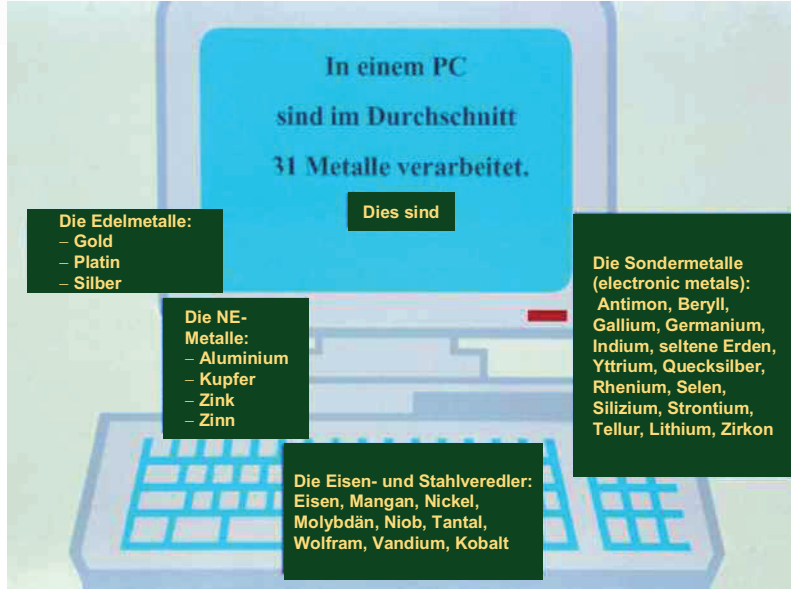 In einem PC
sind im Durchschnitt
31 Metalle verarbeitet.
Dies sind
Die Edelmetalle:
– Gold
– Platin
– Silber
Die NE-
Metalle:
– Aluminium
– Kupfer
– Zink
– Zinn
Die Eisen- und Stahlveredler:
Eisen, Mangan, Nickel,
Molybdän, Niob, Tantal,
Wolfram, Vandium, Kobalt
Die Sondermetalle
(electronic metals):
Antimon, Beryll,
Gallium, Germanium,
Indium, seltene Erden,
Yttrium, Quecksilber,
Rhenium, Selen,
Silizium, Strontium,
Tellur, Lithium, Zirkon